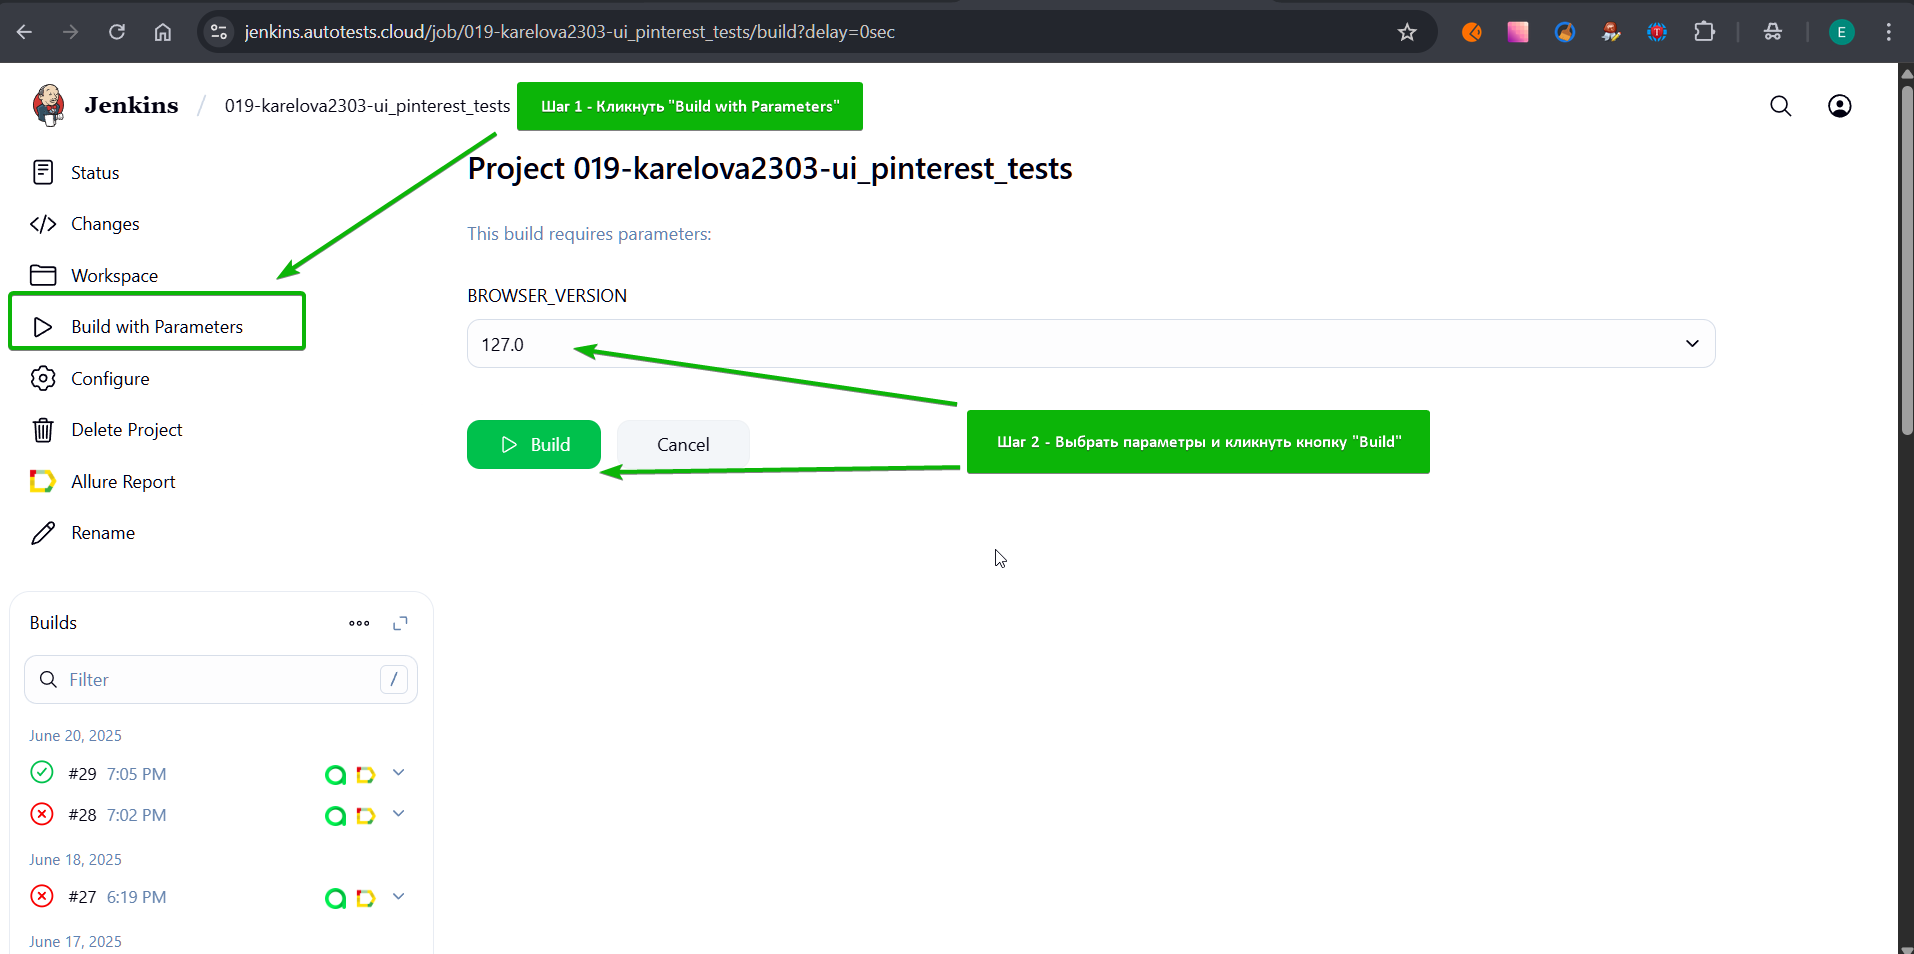 jenkins.autotests.cloud/job/019-karelova2303-ui_pinterest_tests/build?delay=0sec
E
Jenkins / 019-karelova2303-ui_pinterest_tests
Шаг 1 - Кликнуть "Build with Parameters"
Status
Changes
Workspace
Build with Parameters
Configure
Delete Project
Allure Report
Rename
Project 019-karelova2303-ui_pinterest_tests
This build requires parameters:
BROWSER_VERSION
127.0
Build
Cancel
Шаг 2 - Выбрать параметры и кликнуть кнопку "Build"
Builds
Filter
/
June 20, 2025
#29 7:05 PM
#28 7:02 PM
June 18, 2025
#27 6:19 PM
June 17, 2025